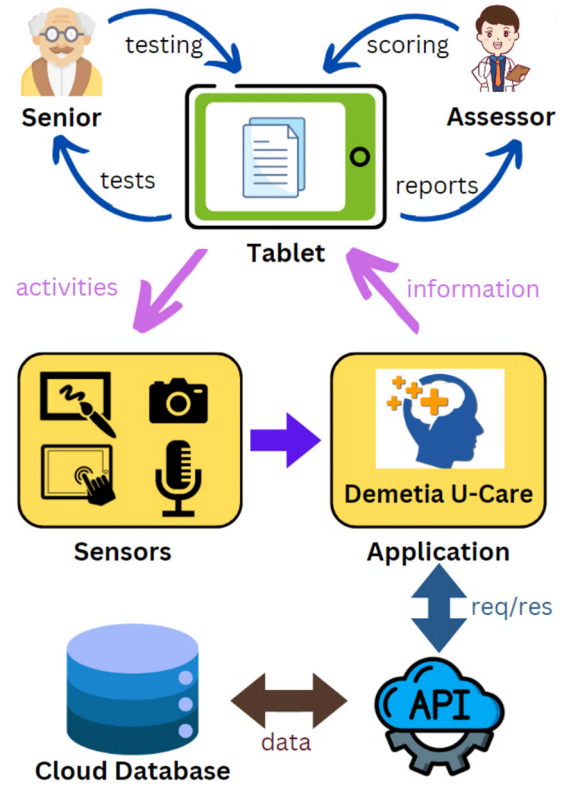 testing
scoring
Senior
Assessor
tests
reports
Tablet
activities
information
Demetia U-Care
Sensors
Application
req/res
API
data
Cloud Database